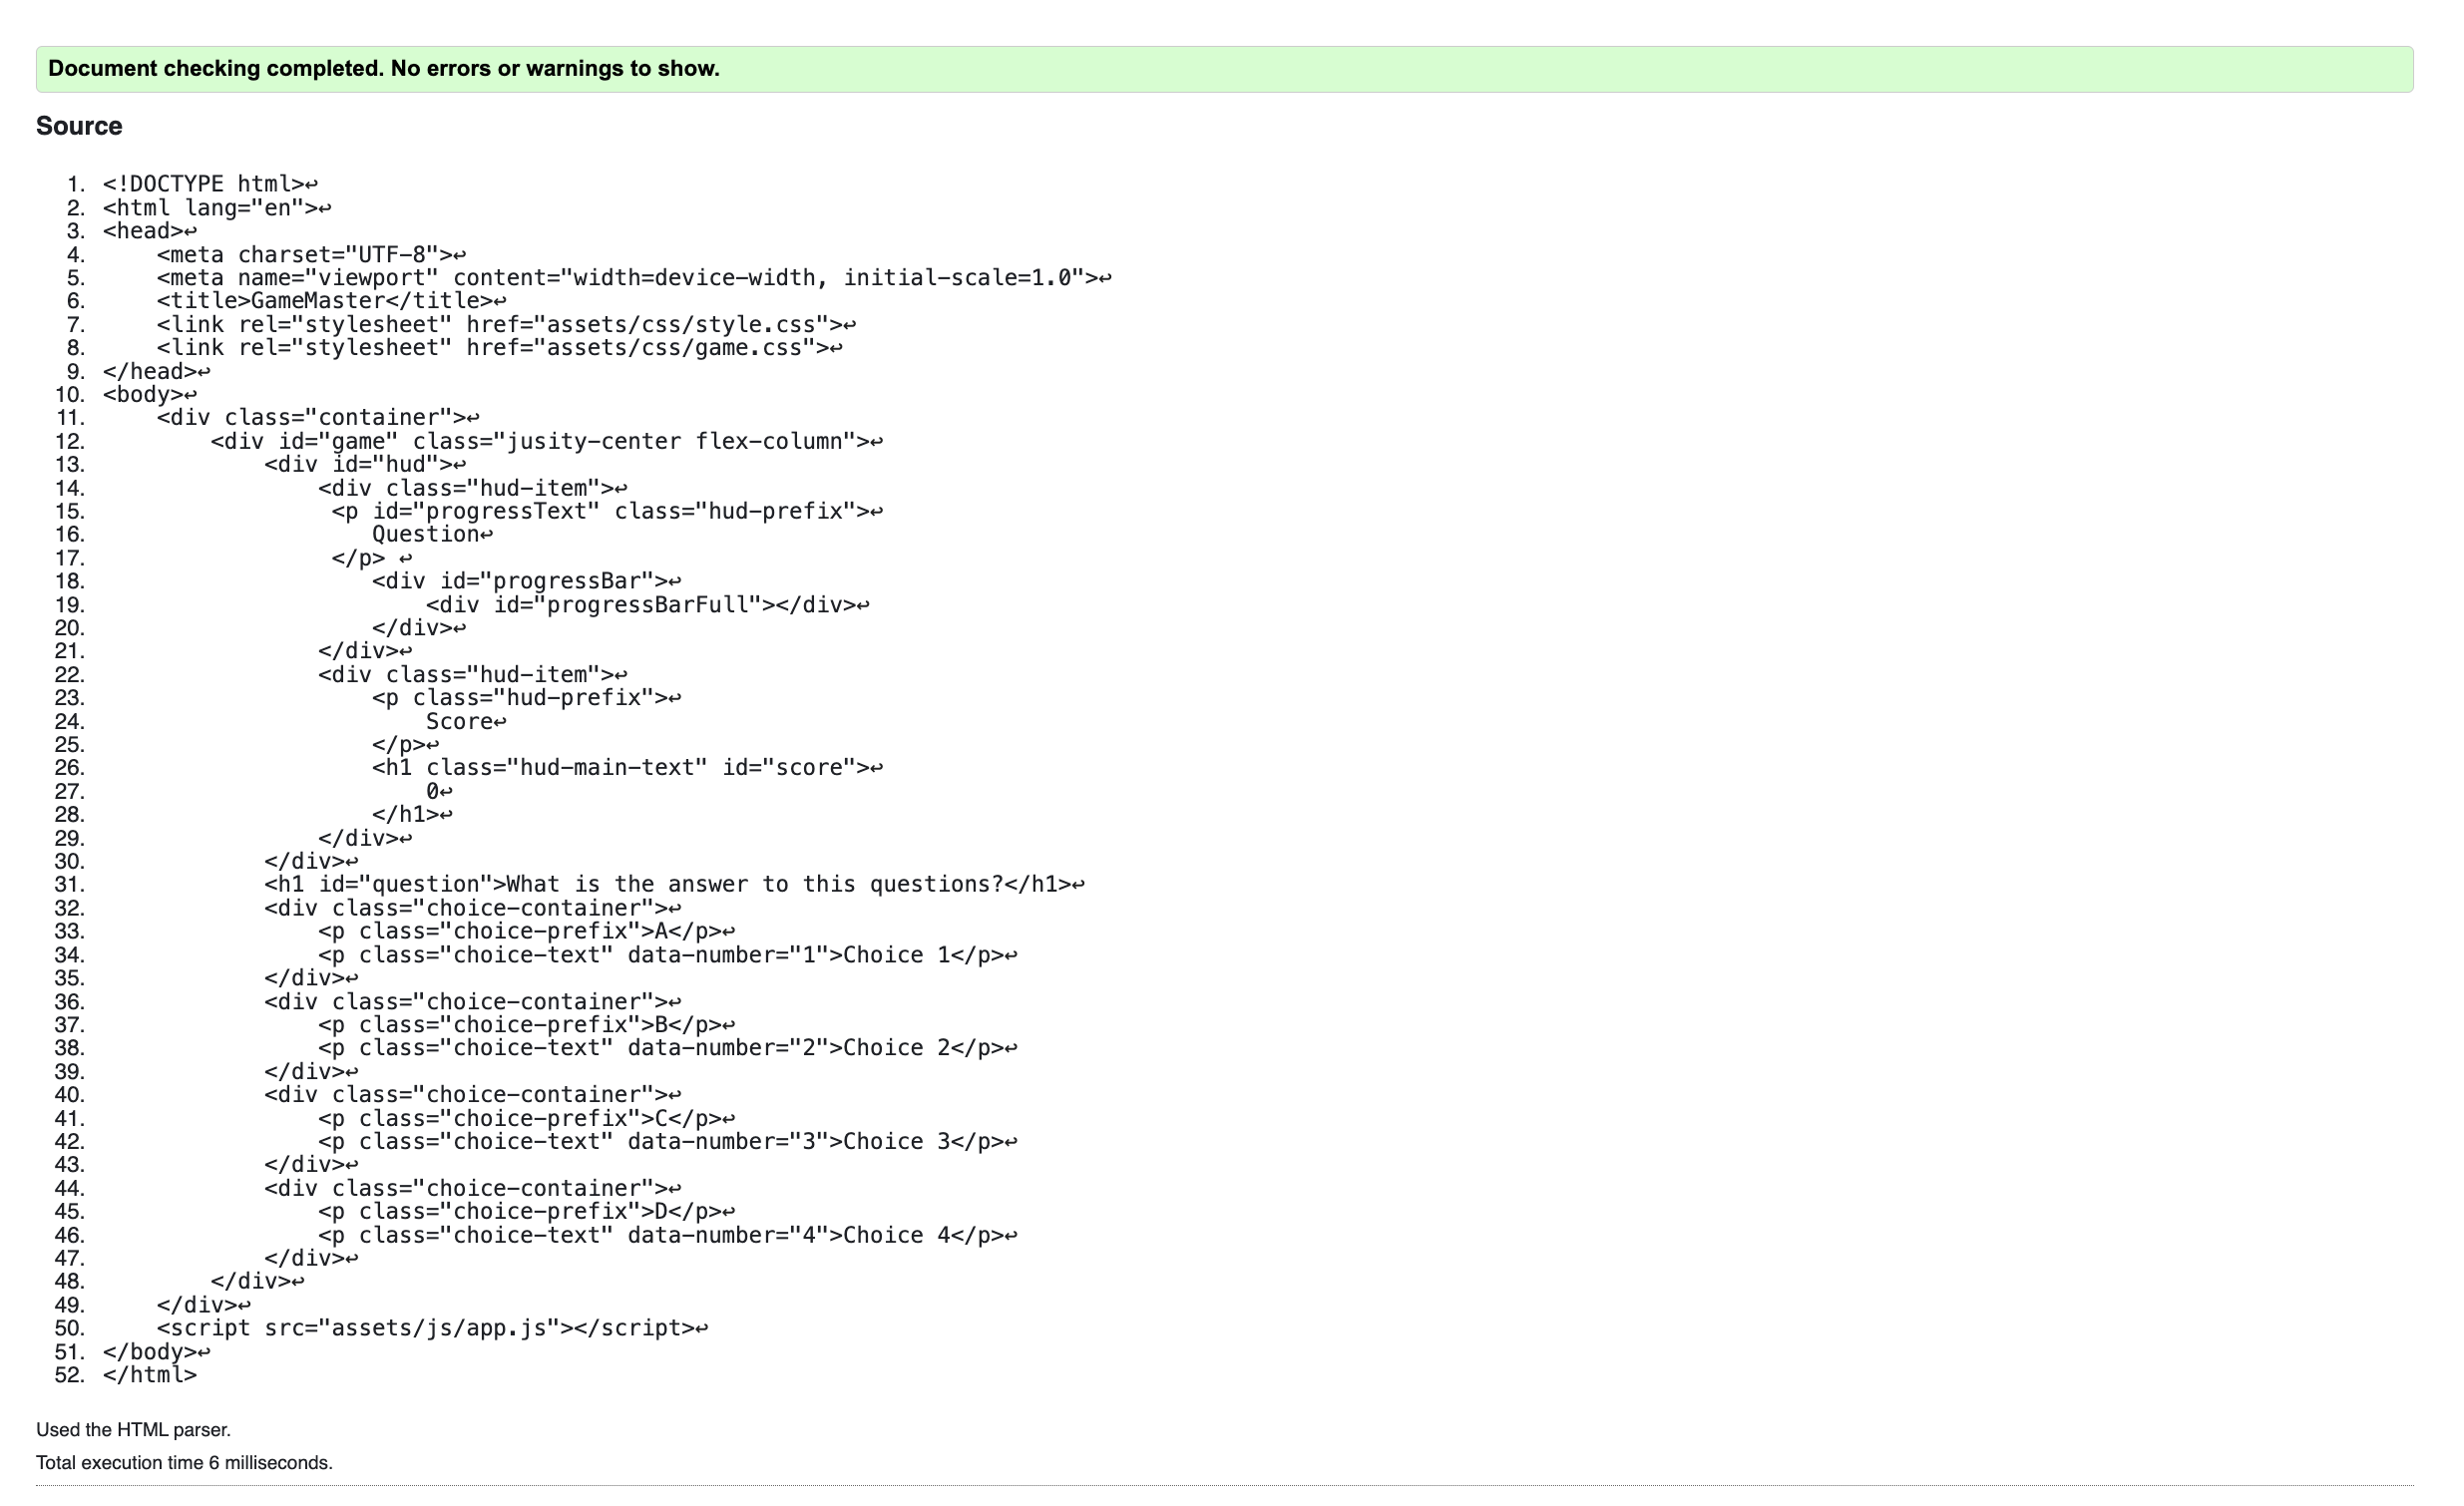 Document checking completed. No errors or warnings to show.
Source
1. <!DOCTYPE html>↩
2. <html lang="en">↩
3. <head>↩
4.     <meta charset="UTF-8">↩
5.     <meta name="viewport" content="width=device-width, initial-scale=1.0">↩
6.     <title>GameMaster</title>↩
7.     <link rel="stylesheet" href="assets/css/style.css">↩
8.     <link rel="stylesheet" href="assets/css/game.css">↩
9. </head>↩
10. <body>↩
11.     <div class="container">↩
12.         <div id="game" class="jusity-center flex-column">↩
13.             <div id="hud">↩
14.                 <div class="hud-item">↩
15.                  <p id="progressText" class="hud-prefix">↩
16.                     Question↩
17.                  </p> ↩
18.                     <div id="progressBar">↩
19.                         <div id="progressBarFull"></div>↩
20.                     </div>↩
21.                 </div>↩
22.                 <div class="hud-item">↩
23.                     <p class="hud-prefix">↩
24.                         Score↩
25.                     </p>↩
26.                     <h1 class="hud-main-text" id="score">↩
27.                         0↩
28.                     </h1>↩
29.                 </div>↩
30.             </div>↩
31.             <h1 id="question">What is the answer to this questions?</h1>↩
32.             <div class="choice-container">↩
33.                 <p class="choice-prefix">A</p>↩
34.                 <p class="choice-text" data-number="1">Choice 1</p>↩
35.             </div>↩
36.             <div class="choice-container">↩
37.                 <p class="choice-prefix">B</p>↩
38.                 <p class="choice-text" data-number="2">Choice 2</p>↩
39.             </div>↩
40.             <div class="choice-container">↩
41.                 <p class="choice-prefix">C</p>↩
42.                 <p class="choice-text" data-number="3">Choice 3</p>↩
43.             </div>↩
44.             <div class="choice-container">↩
45.                 <p class="choice-prefix">D</p>↩
46.                 <p class="choice-text" data-number="4">Choice 4</p>↩
47.             </div>↩
48.         </div>↩
49.     </div>↩
50.     <script src="assets/js/app.js"></script>↩
51. </body>↩
52. </html>
Used the HTML parser.
Total execution time 6 milliseconds.